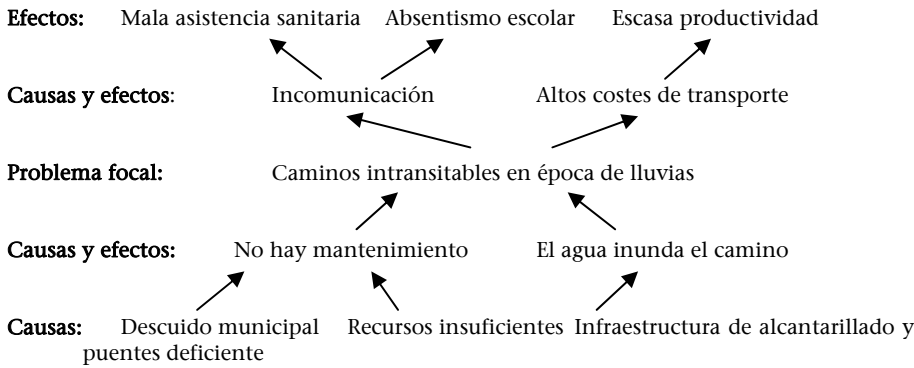 Efectos: Mala asistencia sanitaria Absentismo escolar Escasa productividad
Causas y efectos: Incomunicación Altos costes de transporte
Problema focal: Caminos intransitables en época de lluvias
Causas y efectos: No hay mantenimiento El agua inunda el camino
Causas: Descuido municipal Recursos insuficientes Infraestructura de alcantarillado y
puentes deficiente